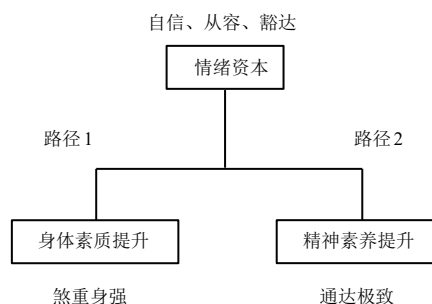 自信、从容、豁达
情绪资本
路径1
路径2
身体素质提升
精神素养提升
煞重身强
通达极致